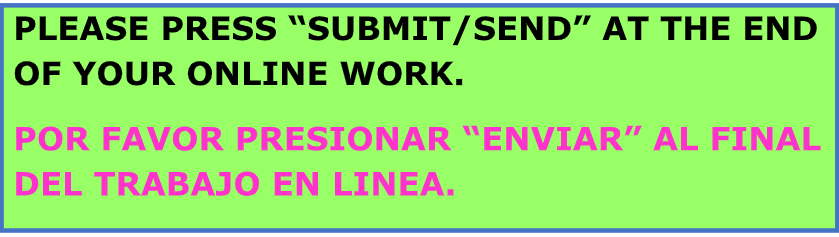 PLEASE PRESS “SUBMIT/SEND” AT THE END
OF YOUR ONLINE WORK.
POR FAVOR PRESIONAR “ENVIAR” AL FINAL
DEL TRABAJO EN LINEA.